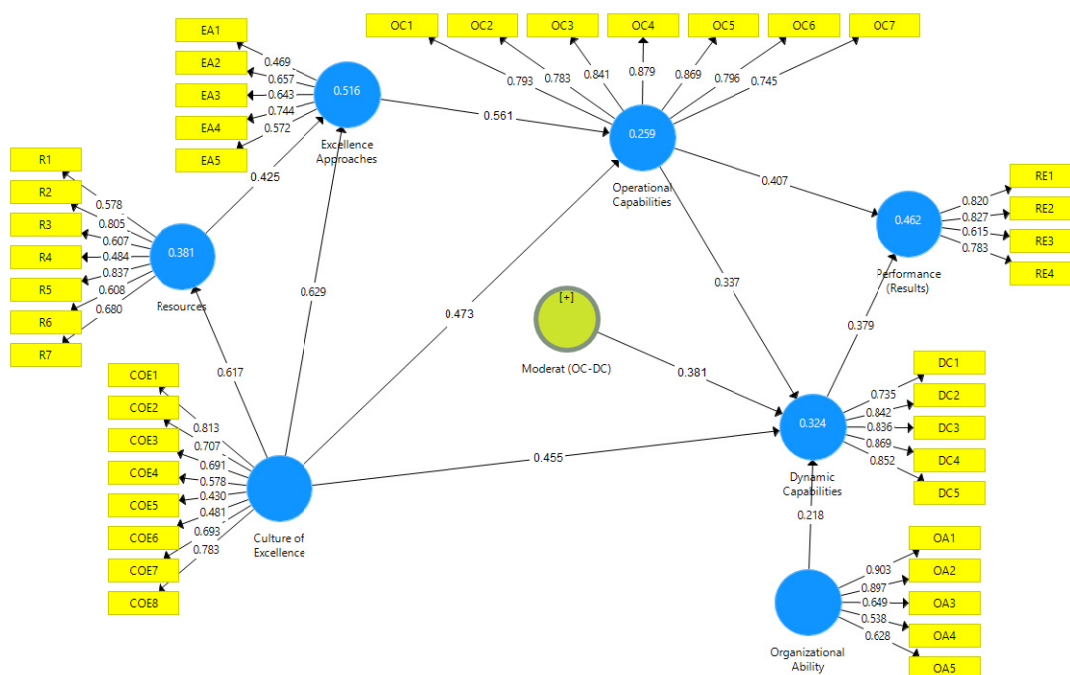 EA1
EA2
EA3
EA4
EA5
0.469
0.657
0.643
0.744
0.572
0.516
Excellence
Approaches
OC1
OC2
OC3
OC4
OC5
OC6
OC7
0.793
0.783
0.841
0.879
0.869
0.796
0.745
0.259
Operational
Capabilities
0.561
0.425
R1
R2
R3
R4
R5
R6
R7
0.578
0.805
0.607
0.484
0.837
0.608
0.680
0.381
Resources
0.407
RE1
RE2
RE3
RE4
0.820
0.827
0.615
0.783
0.462
Performance
(Results)
0.629
0.473
0.337
0.379
[+]
Moderat (OC-DC)
0.381
0.617
COE1
COE2
COE3
COE4
COE5
COE6
COE7
COE8
0.813
0.707
0.691
0.578
0.430
0.481
0.693
0.783
Culture of
Excellence
0.455
DC1
DC2
DC3
DC4
DC5
0.735
0.842
0.836
0.869
0.852
0.324
Dynamic
Capabilities
0.218
OA1
OA2
OA3
OA4
OA5
0.903
0.897
0.649
0.538
0.628
Organizational
Ability